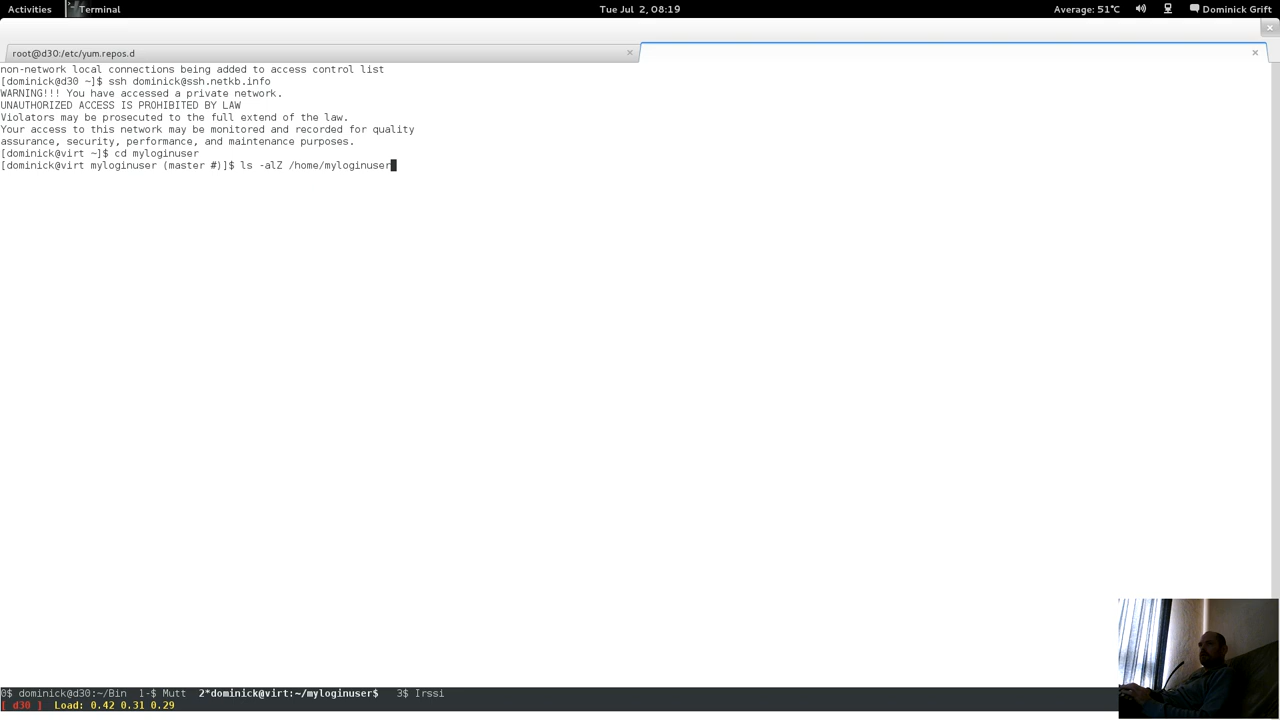 Activities Terminal Tue Jul 2, 08:19 Average: 51°C Dominick Grift
root@d30:/etc/yum.repos.d
non-network local connections being added to access control list
[dominick@d30 ~]$ ssh dominick@ssh.netkb.info
WARNING!!! You have accessed a private network.
UNAUTHORIZED ACCESS IS PROHIBITED BY LAW
Violators may be prosecuted to the full extend of the law.
Your access to this network may be monitored and recorded for quality
assurance, security, performance, and maintenance purposes.
[dominick@virt ~]$ cd myloginuser
[dominick@virt myloginuser (master #)]$ ls -alZ /home/myloginuser
0$ dominick@d30:~/Bin 1-$ Mutt 2*dominick@virt:~/myloginuser$ 3$ Irssi
[ d30 ] Load: 0.42 0.31 0.29